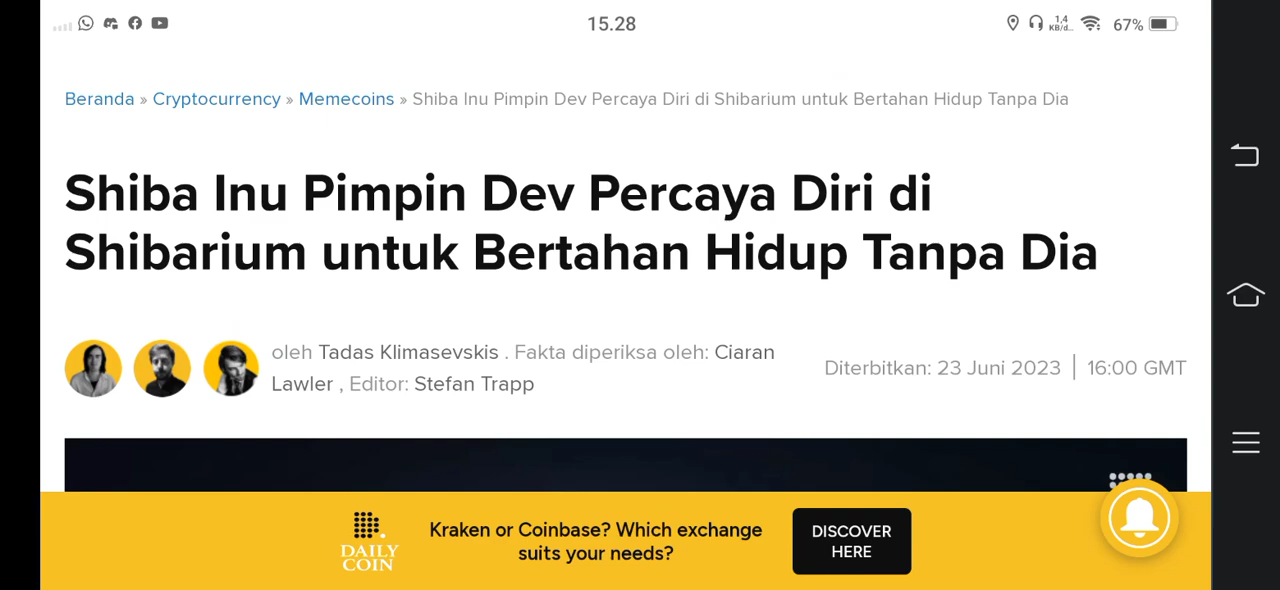 15.28
1,4
KB/d...
67%
Beranda » Cryptocurrency » Memecoins » Shiba Inu Pimpin Dev Percaya Diri di Shibarium untuk Bertahan Hidup Tanpa Dia
Shiba Inu Pimpin Dev Percaya Diri di
Shibarium untuk Bertahan Hidup Tanpa Dia
oleh Tadas Klimasevskis . Fakta diperiksa oleh: Ciaran
Lawler , Editor: Stefan Trapp
Diterbitkan: 23 Juni 2023 | 16:00 GMT
DAILY
COIN
Kraken or Coinbase? Which exchange
suits your needs?
DISCOVER
HERE